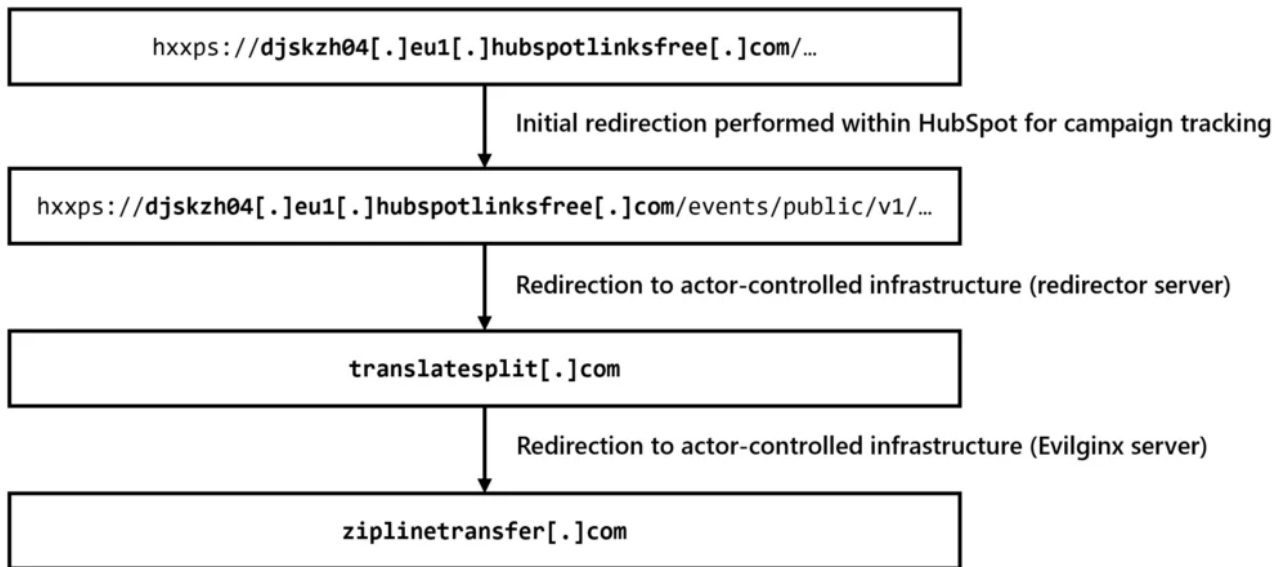 hxxps://djskzh04[.]eu1[.]hubspotlinksfree[.]com/…
Initial redirection performed within HubSpot for campaign tracking
hxxps://djskzh04[.]eu1[.]hubspotlinksfree[.]com/events/public/v1/…
Redirection to actor-controlled infrastructure (redirector server)
translatesplit[.]com
Redirection to actor-controlled infrastructure (Evilginx server)
ziplinetransfer[.]com